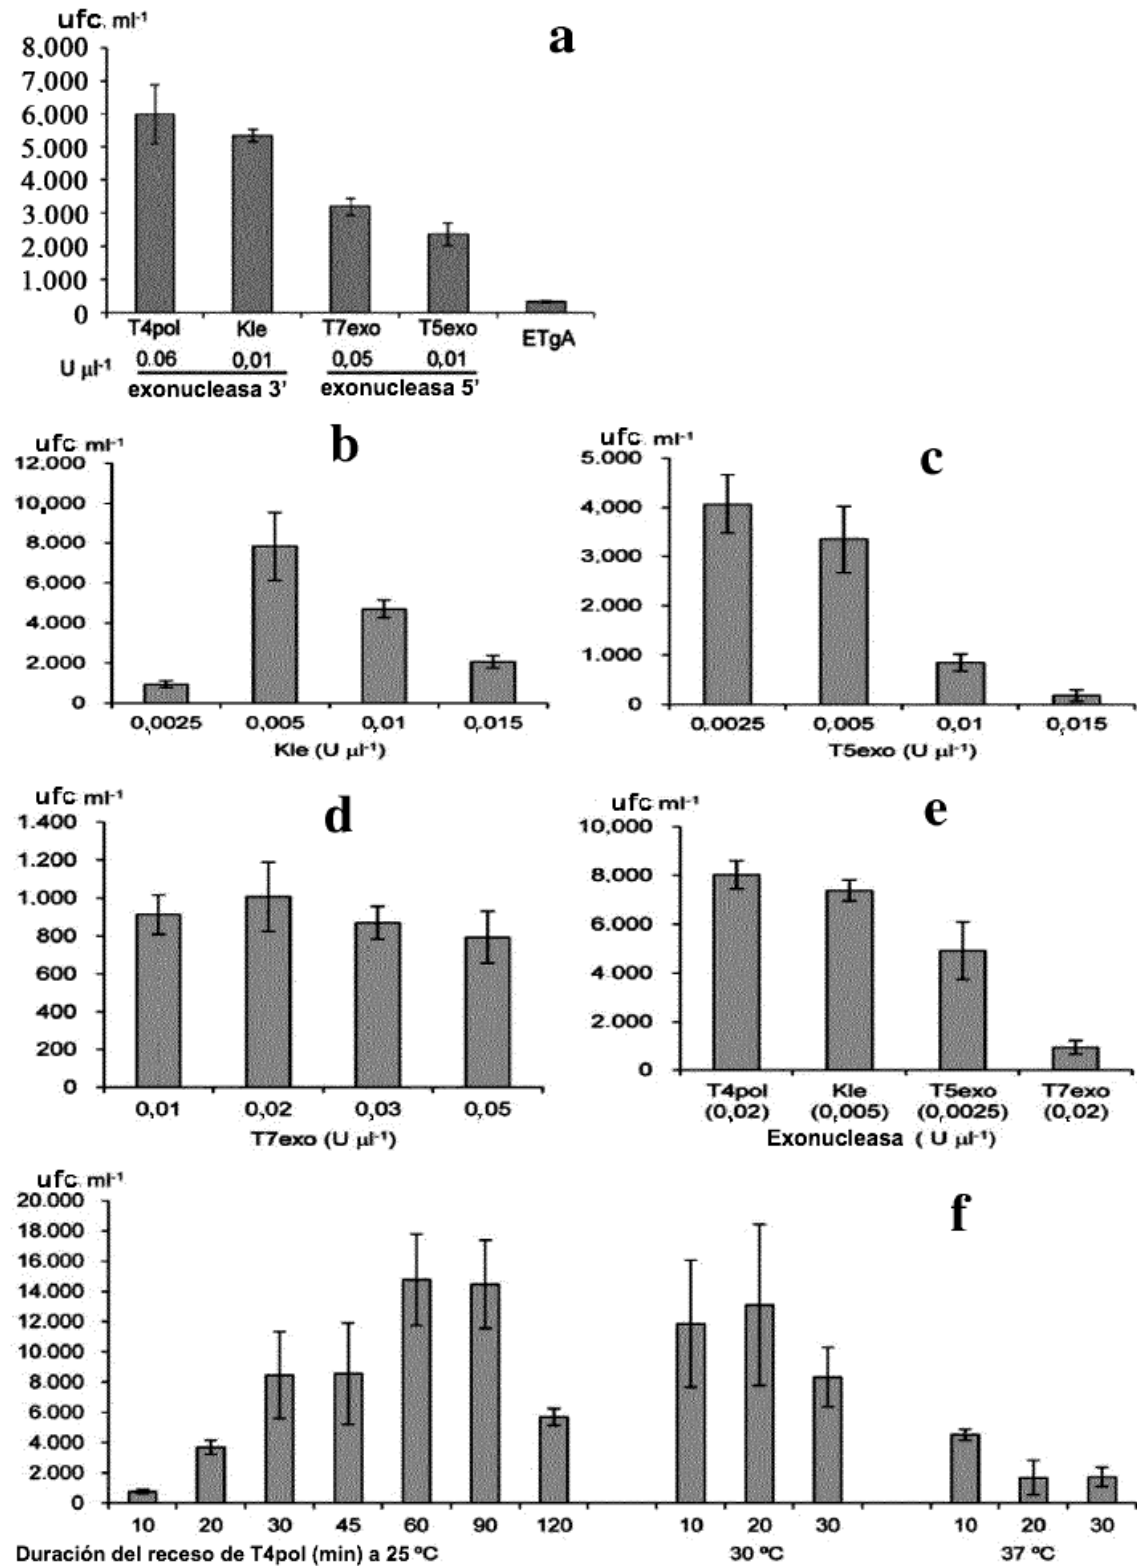 ufc. ml⁻¹
a
8,000
7,000
6,000
5.000
4.000
3.000
2.000
1.000
0
T4pol Kle T7exo T5exo ETgA
U µl⁻¹ 0.06 0,01 0,05 0,01
exonucleasa 3' exonucleasa 5'
ufc ml⁻¹
b
12,000
10,000
8.000
6,000
4,000
2.000
0
0,0025 0,005 0,01 0,015
Kle (U µl⁻¹)
ufc ml⁻¹
c
5.000
4,000
3,000
2.000
1.000
0
0.0025 0,005 0,01 0,015
T5exo (U µl⁻¹)
ufc ml⁻¹
d
1.400
1.200
1.000
800
600
400
200
0
0,01 0,02 0,03 0,05
T7exo (U µl⁻¹)
ufc ml⁻¹
e
10,000
8,000
6,000
4.000
2.000
0
T4pol Kle T5exo T7exo
(0,02) (0,005) (0,0025) (0,02)
Exonucleasa ( U µl⁻¹)
ufc ml⁻¹
f
20.000
18.000
16.000
14.000
12.000
10.000
8.000
6.000
4.000
2.000
0
10 20 30 45 60 90 120 10 20 30 10 20 30
Duración del receso de T4pol (min) a 25 ºC 30 ºC 37 ºC